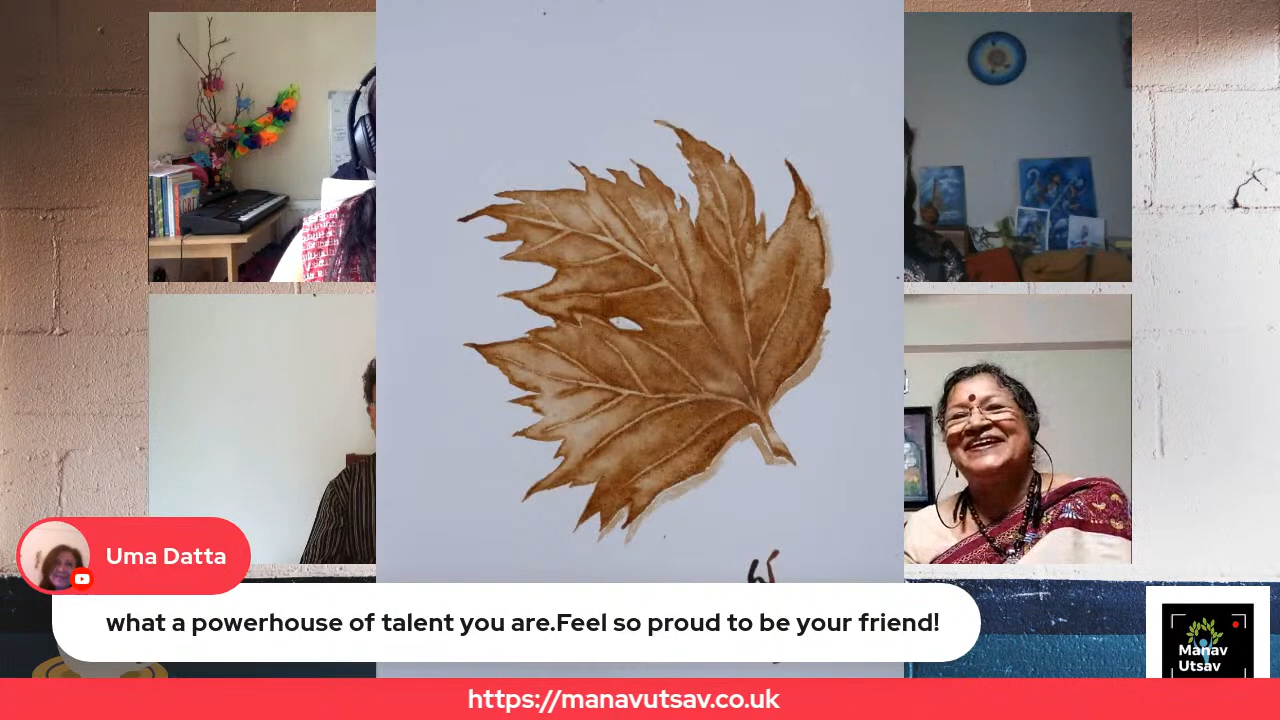 Uma Datta
what a powerhouse of talent you are.Feel so proud to be your friend!
Manav
Utsav
https://manavutsav.co.uk